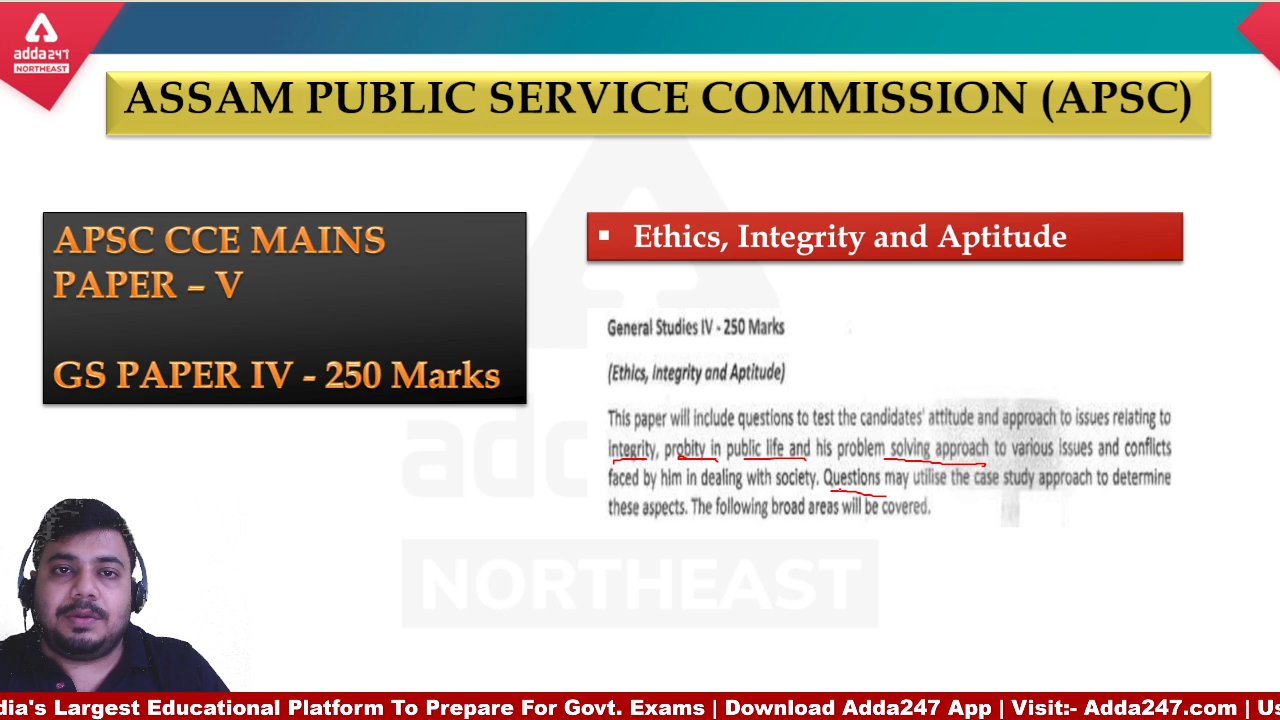 adda247
NORTHEAST
ASSAM PUBLIC SERVICE COMMISSION (APSC)
APSC CCE MAINS
PAPER – V
GS PAPER IV - 250 Marks
▪ Ethics, Integrity and Aptitude
General Studies IV - 250 Marks
(Ethics, Integrity and Aptitude)
This paper will include questions to test the candidates' attitude and approach to issues relating to
integrity, probity in public life and his problem solving approach to various issues and conflicts
faced by him in dealing with society. Questions may utilise the case study approach to determine
these aspects. The following broad areas will be covered.
adda
NORTHEAST
dia's Largest Educational Platform To Prepare For Govt. Exams | Download Adda247 App | Visit:- Adda247.com | Us